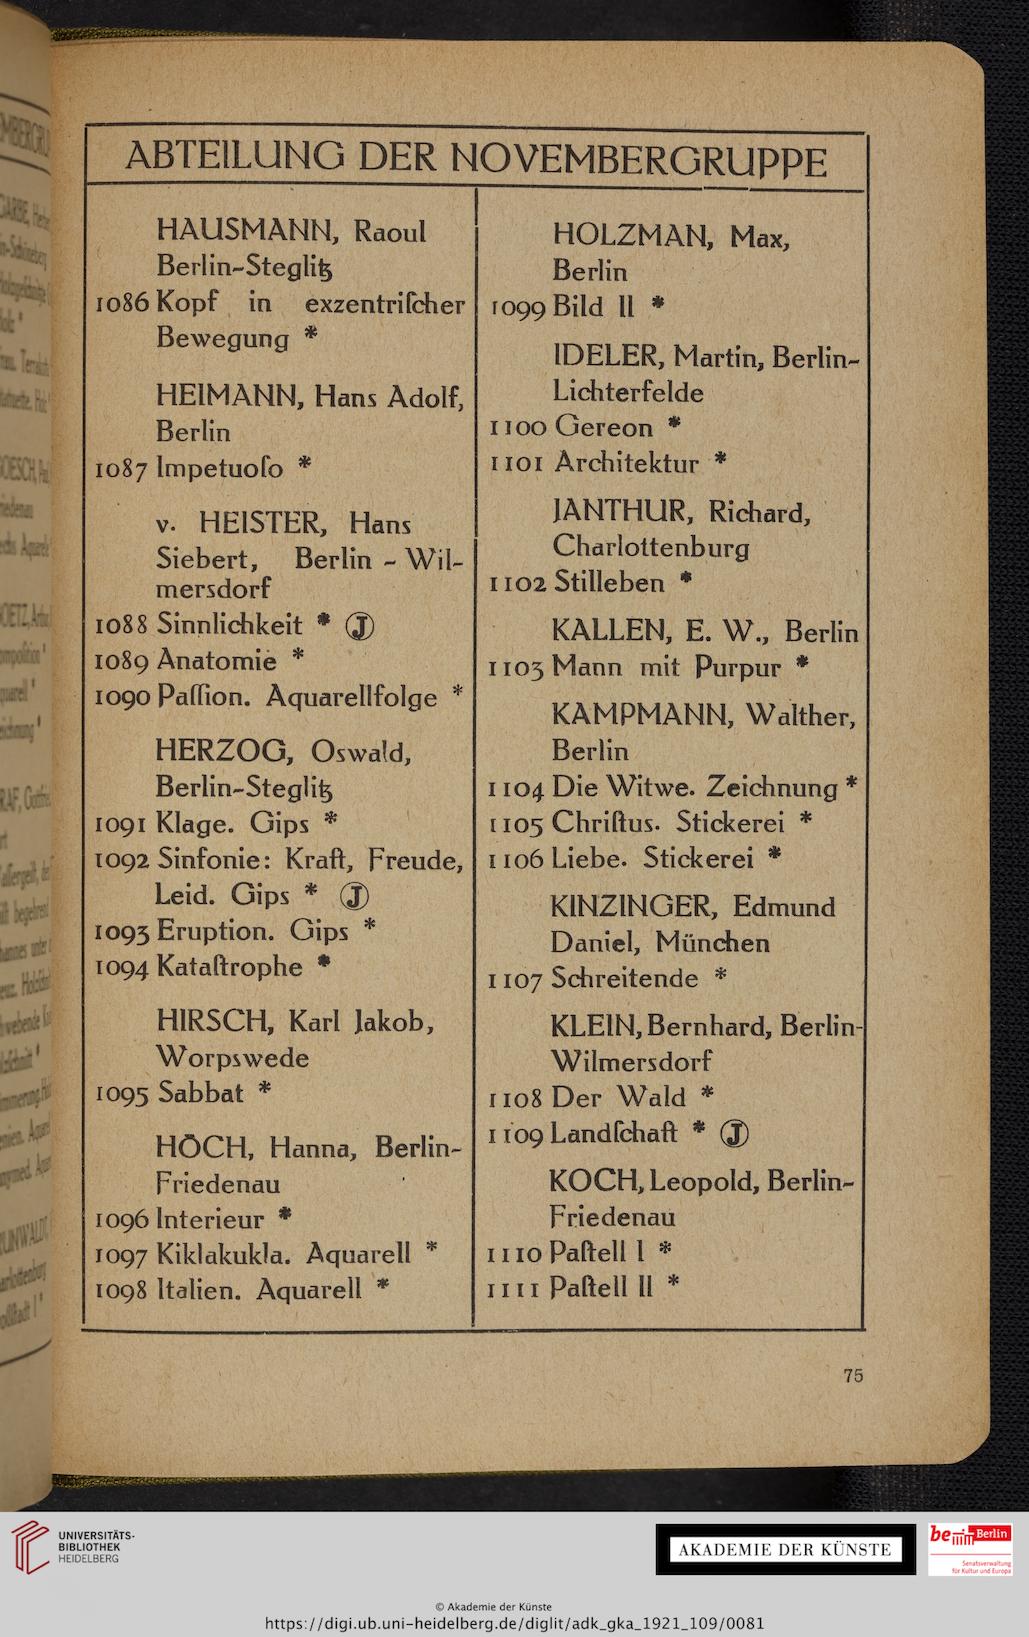 ABTEILUNG DER NOVEMBERGRUPPE
HAUSMANN, Raoul
Berlin-Steglitz
1086 Kopf in exzentriſcher
Bewegung *
HEIMANN, Hans Adolf,
Berlin
1087 Impetuoſo *
v. HEISTER, Hans
Siebert, Berlin - Wil-
mersdorf
1088 Sinnlichkeit * Ⓙ
1089 Anatomie *
1090 Paſſion. Aquarellfolge *
HERZOG, Oswald,
Berlin-Steglitz
1091 Klage. Gips *
1092 Sinfonie: Kraft, Freude,
Leid. Gips * Ⓙ
1093 Eruption. Gips *
1094 Kataſtrophe *
HIRSCH, Karl Jakob,
Worpswede
1095 Sabbat *
HÖCH, Hanna, Berlin-
Friedenau
1096 Interieur *
1097 Kiklakukla. Aquarell *
1098 Italien. Aquarell *
HOLZMAN, Max,
Berlin
1099 Bild II *
IDELER, Martin, Berlin-
Lichterfelde
1100 Gereon *
1101 Architektur *
JANTHUR, Richard,
Charlottenburg
1102 Stilleben *
KALLEN, E. W., Berlin
1103 Mann mit Purpur *
KAMPMANN, Walther,
Berlin
1104 Die Witwe. Zeichnung *
1105 Chriſtus. Stickerei *
1106 Liebe. Stickerei *
KINZINGER, Edmund
Daniel, München
1107 Schreitende *
KLEIN, Bernhard, Berlin-
Wilmersdorf
1108 Der Wald *
1109 Landſchaft * Ⓙ
KOCH, Leopold, Berlin-
Friedenau
1110 Paſtell I *
1111 Paſtell II *
75
UNIVERSITÄTS-
BIBLIOTHEK
HEIDELBERG
AKADEMIE DER KÜNSTE
be Berlin
Senatsverwaltung
für Kultur und Europa
© Akademie der Künste
https://digi.ub.uni-heidelberg.de/diglit/adk_gka_1921_109/0081